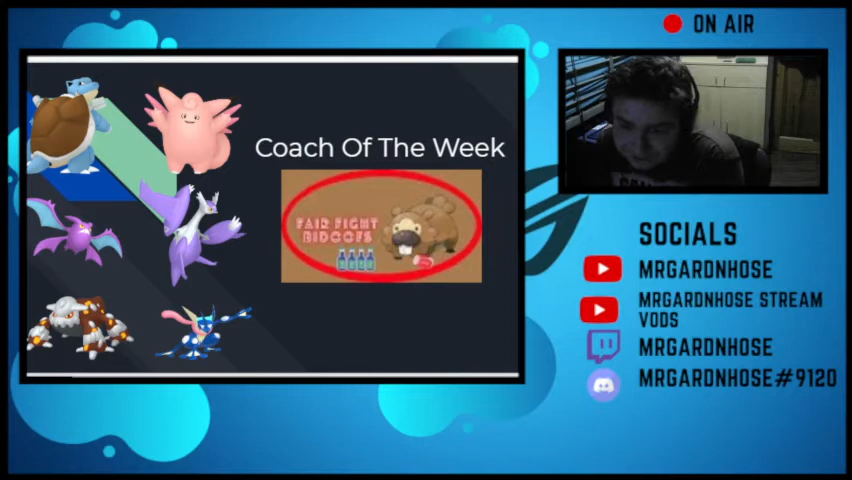 ON AIR
Coach Of The Week
FAIR FIGHT
BIDOOFS
SOCIALS
MRGARDNHOSE
MRGARDNHOSE STREAM
VODS
MRGARDNHOSE
MRGARDNHOSE#9120